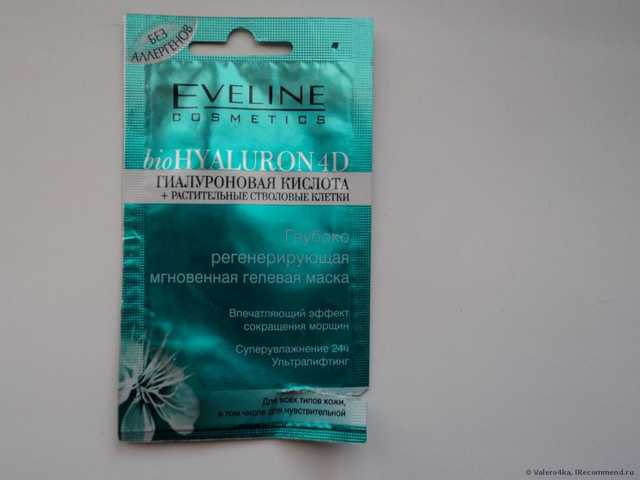 БЕЗ
АЛЛЕРГЕНОВ
EVELINE
COSMETICS
bioHYALURON 4D
ГИАЛУРОНОВАЯ КИСЛОТА
+ РАСТИТЕЛЬНЫЕ СТВОЛОВЫЕ КЛЕТКИ
Глубоко
регенерирующая
мгновенная гелевая маска
Впечатляющий эффект
сокращения морщин
Суперувлажнение 24ч
Ультралифтинг
Для всех типов кожи,
в том числе для чувствительной
© Valero4ka, IRecommend.ru